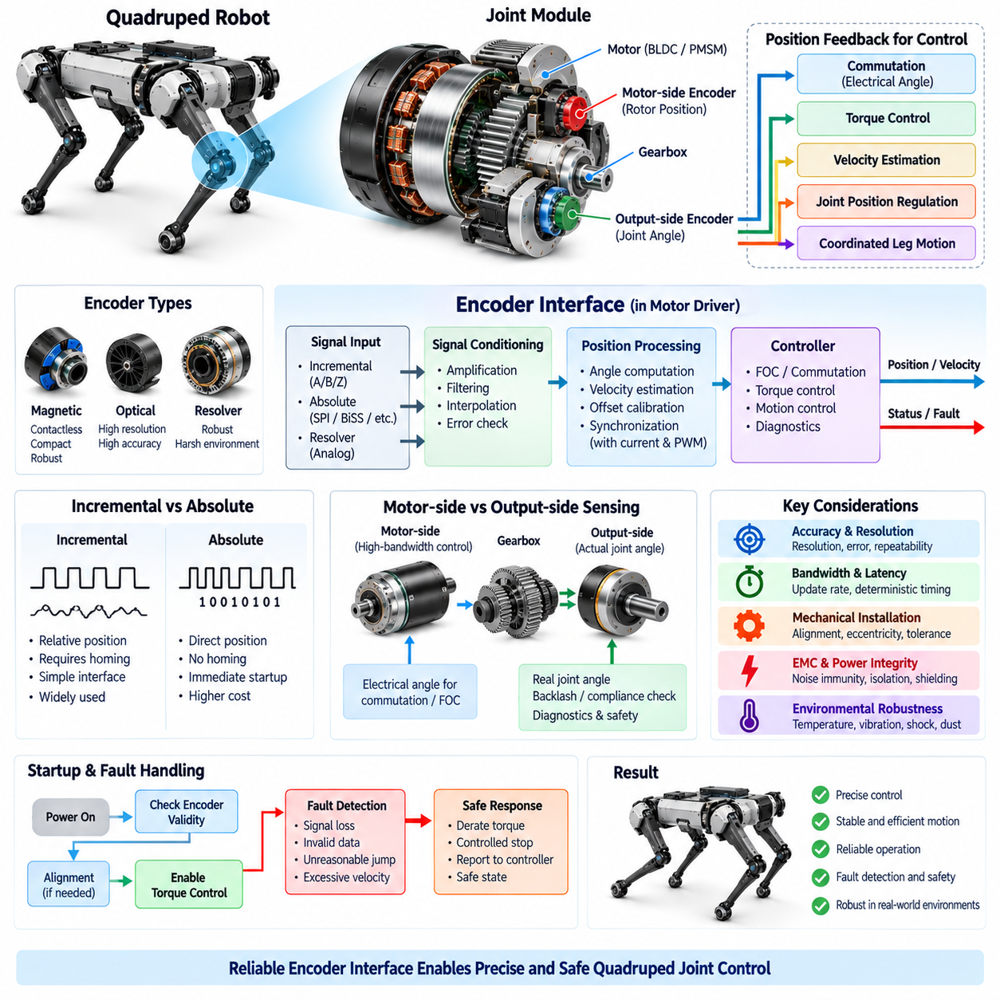 Quadruped Robot
Joint Module
Motor (BLDC / PMSM)
Motor-side Encoder
(Rotor Position)
Gearbox
Output-side Encoder
(Joint Angle)
Position Feedback for Control
Commutation
(Electrical Angle)
Torque Control
Velocity Estimation
Joint Position Regulation
Coordinated Leg Motion
Encoder Types
Magnetic
Contactless
Compact
Robust
Optical
High resolution
High accuracy
Resolver
Robust
Harsh environment
Encoder Interface (in Motor Driver)
Signal Input
• Incremental
(A/B/Z)
• Absolute
(SPI / BiSS / etc.)
• Resolver
(Analog)
Signal Conditioning
• Amplification
• Filtering
• Interpolation
• Error check
Position Processing
• Angle computation
• Velocity estimation
• Offset calibration
• Synchronization
(with current & PWM)
Controller
• FOC / Commutation
• Torque control
• Motion control
• Diagnostics
Position / Velocity
Status / Fault
Incremental vs Absolute
Incremental
• Relative position
• Requires homing
• Simple interface
• Widely used
Absolute
10010101
• Direct position
• No homing
• Immediate startup
• Higher cost
Motor-side vs Output-side Sensing
Motor-side
(High-bandwidth control)
Gearbox
Output-side
(Actual joint angle)
Electrical angle for
commutation / FOC
Real joint angle
Backlash / compliance check
Diagnostics & safety
Key Considerations
Accuracy & Resolution
Resolution, error, repeatability
Bandwidth & Latency
Update rate, deterministic timing
Mechanical Installation
Alignment, eccentricity, tolerance
EMC & Power Integrity
Noise immunity, isolation, shielding
Environmental Robustness
Temperature, vibration, shock, dust
Startup & Fault Handling
Power On
Check Encoder
Validity
Alignment
(if needed)
Enable
Torque Control
Fault Detection
• Signal loss
• Invalid data
• Unreasonable jump
• Excessive velocity
Safe Response
• Derate torque
• Controlled stop
• Report to controller
• Safe state
Result
Precise control
Stable and efficient motion
Reliable operation
Fault detection and safety
Robust in real-world environments
Reliable Encoder Interface Enables Precise and Safe Quadruped Joint Control